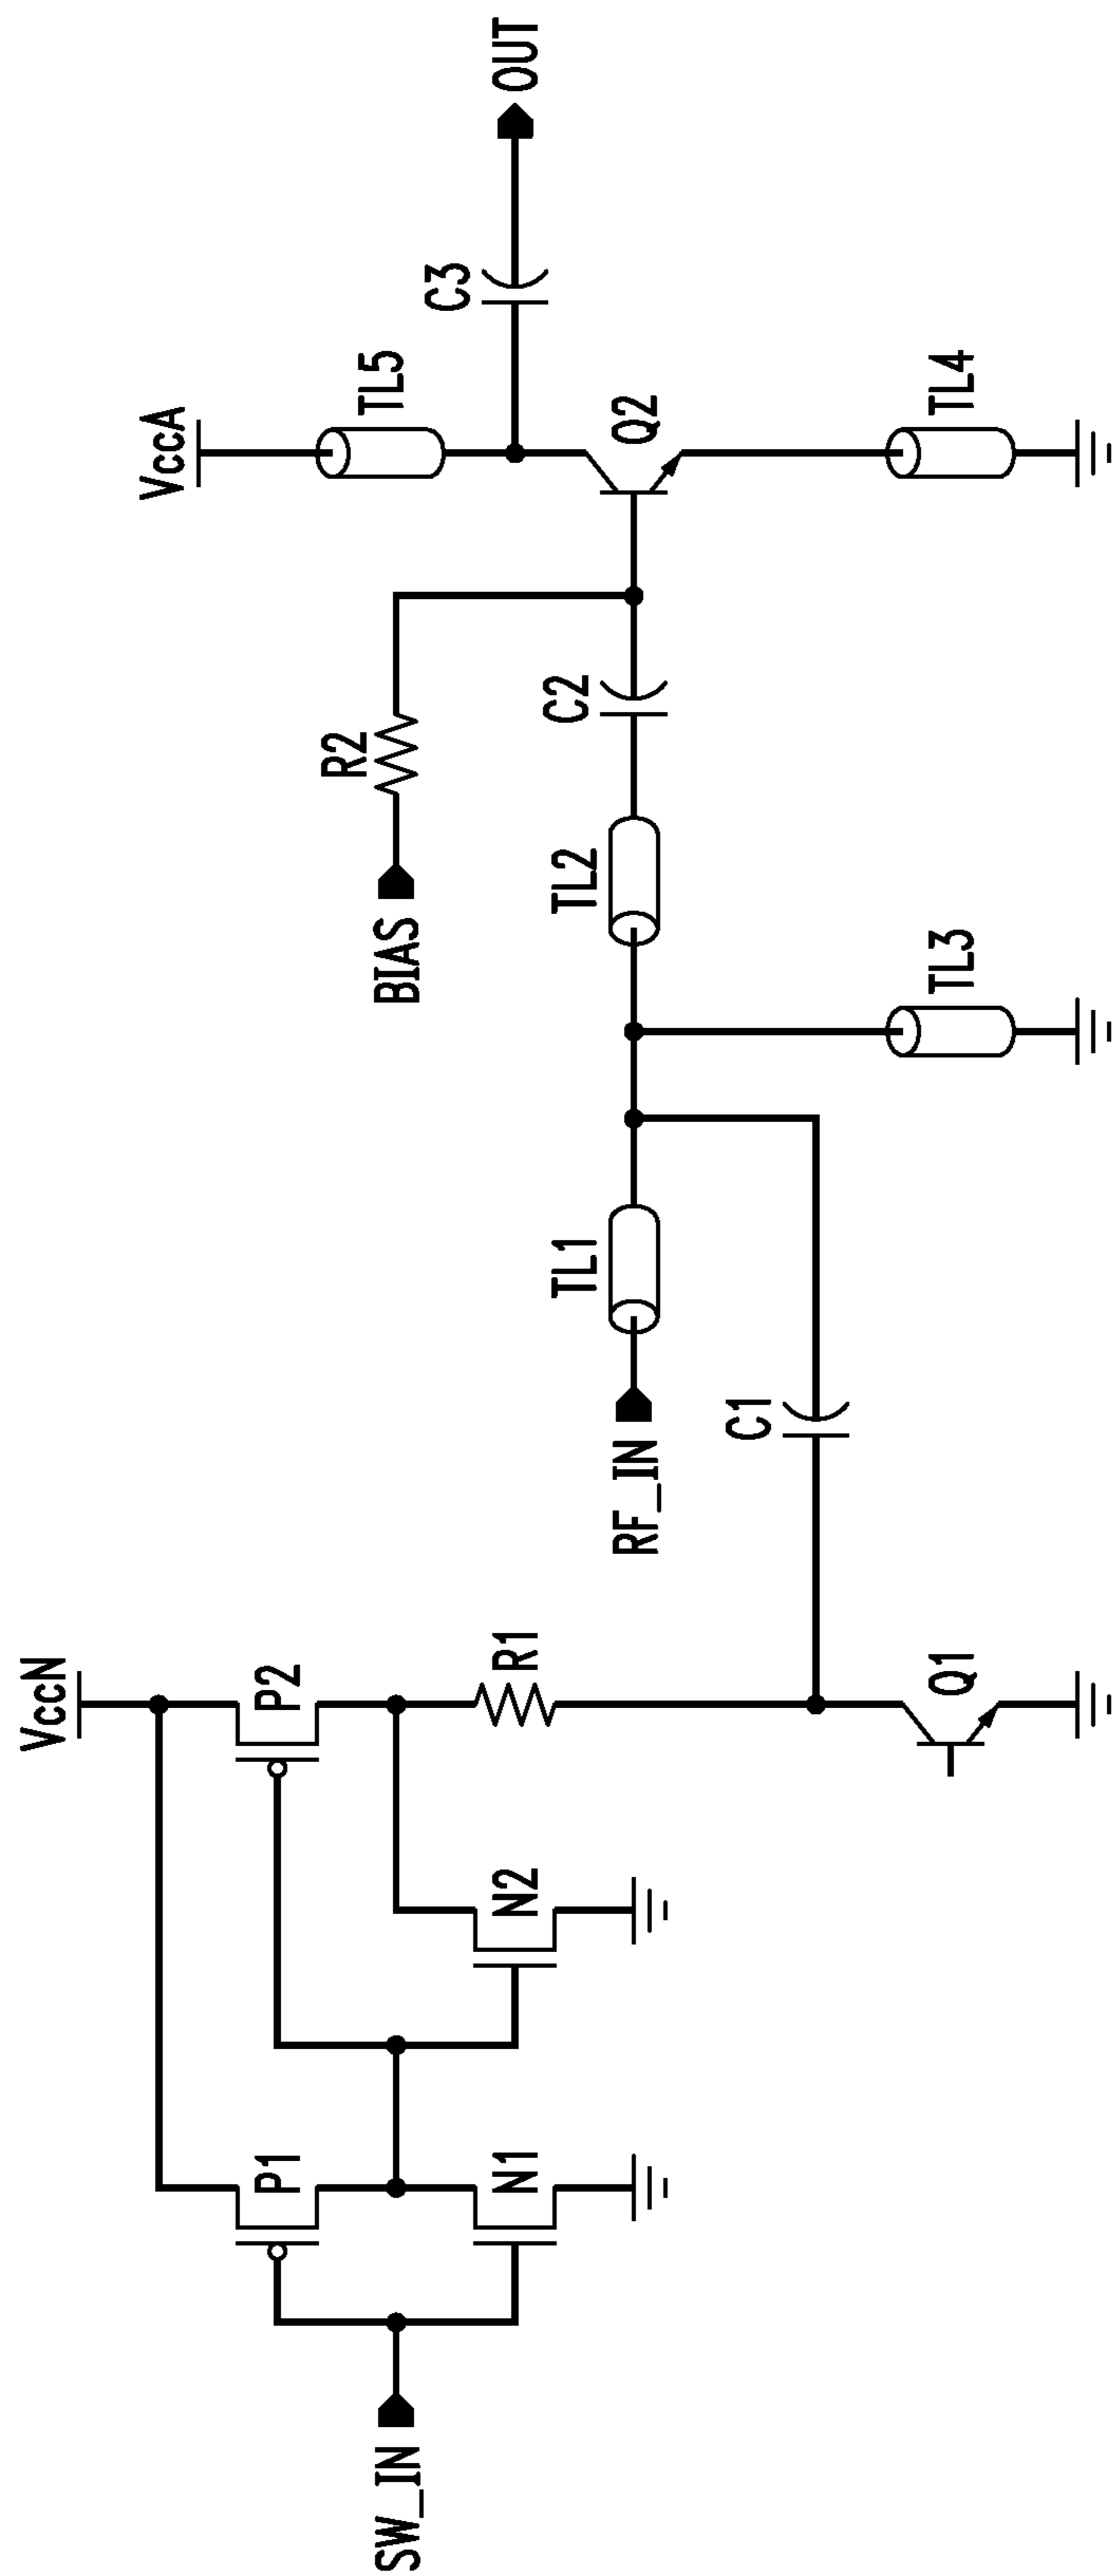 VccN
VccA
P1
P2
TL5
C3
OUT
SW_IN
N1
N2
R1
BIAS
R2
RF_IN
TL1
TL2
C2
Q2
C1
Q1
TL3
TL4